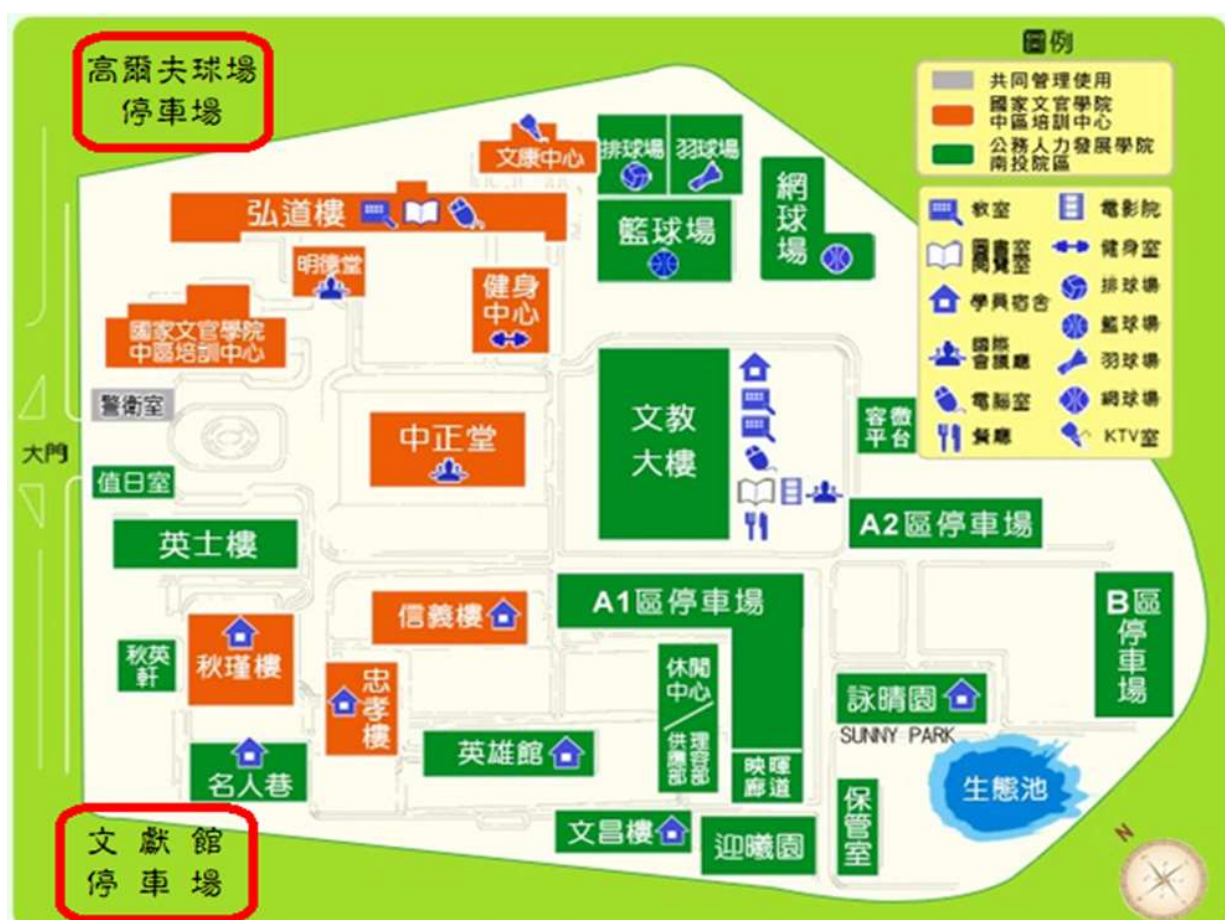 高爾夫球場
停車場
圖例
共同管理使用
國家文官學院
中區培訓中心
公務人力發展學院
南投院區
教室
電影院
圖書室
閱覽室
健身室
學員宿舍
排球場
國際
會議廳
籃球場
羽球場
電腦室
網球場
餐廳
KTV室
文康中心
排球場
羽球場
網球場
籃球場
弘道樓
明德堂
健身
中心
國家文官學院
中區培訓中心
警衛室
大門
中正堂
文教
大樓
容微
平台
值日室
英士樓
A2區停車場
A1區停車場
B區
停車場
信義樓
秋英
軒
秋瑾樓
忠孝樓
休閒
中心
供應部
理容部
詠晴園
SUNNY PARK
英雄館
名人巷
映廊
暉道
生態池
保管室
文昌樓
迎曦園
文獻館
停車場
N